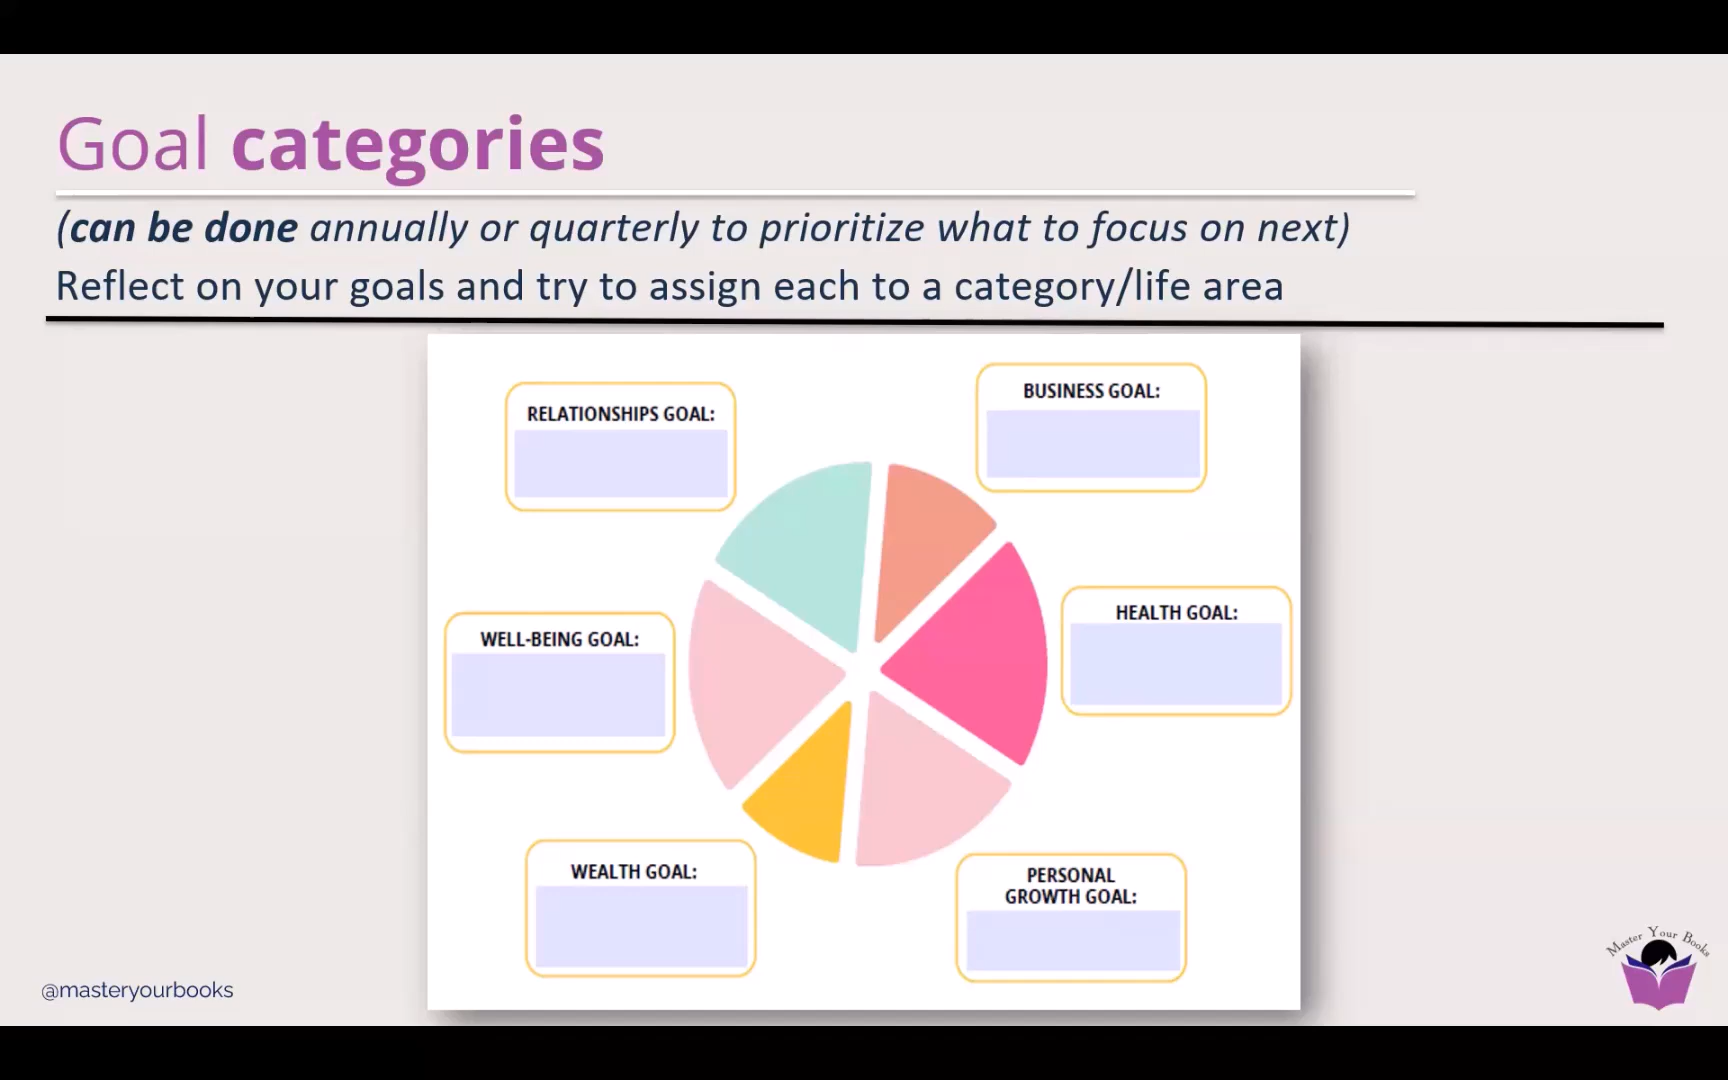 Goal categories
(can be done annually or quarterly to prioritize what to focus on next)
Reflect on your goals and try to assign each to a category/life area
RELATIONSHIPS GOAL:
BUSINESS GOAL:
WELL-BEING GOAL:
HEALTH GOAL:
WEALTH GOAL:
PERSONAL
GROWTH GOAL:
@masteryourbooks
Master Your Books